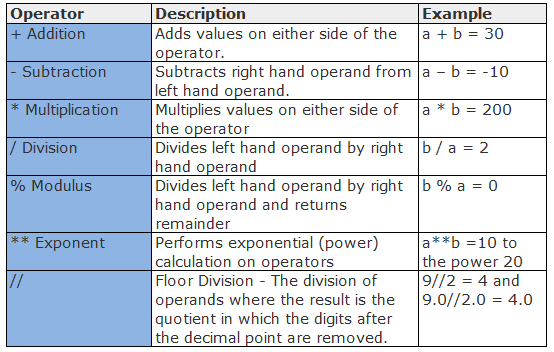 Operator Description Example
+ Addition Adds values on either side of the a + b = 30
operator.
- Subtraction Subtracts right hand operand from a – b = -10
left hand operand.
* Multiplication Multiplies values on either side of a * b = 200
the operator
/ Division Divides left hand operand by right b / a = 2
hand operand
% Modulus Divides left hand operand by right b % a = 0
hand operand and returns
remainder
** Exponent Performs exponential (power) a**b =10 to
calculation on operators the power 20
// Floor Division - The division of 9//2 = 4 and
operands where the result is the 9.0//2.0 = 4.0
quotient in which the digits after
the decimal point are removed.